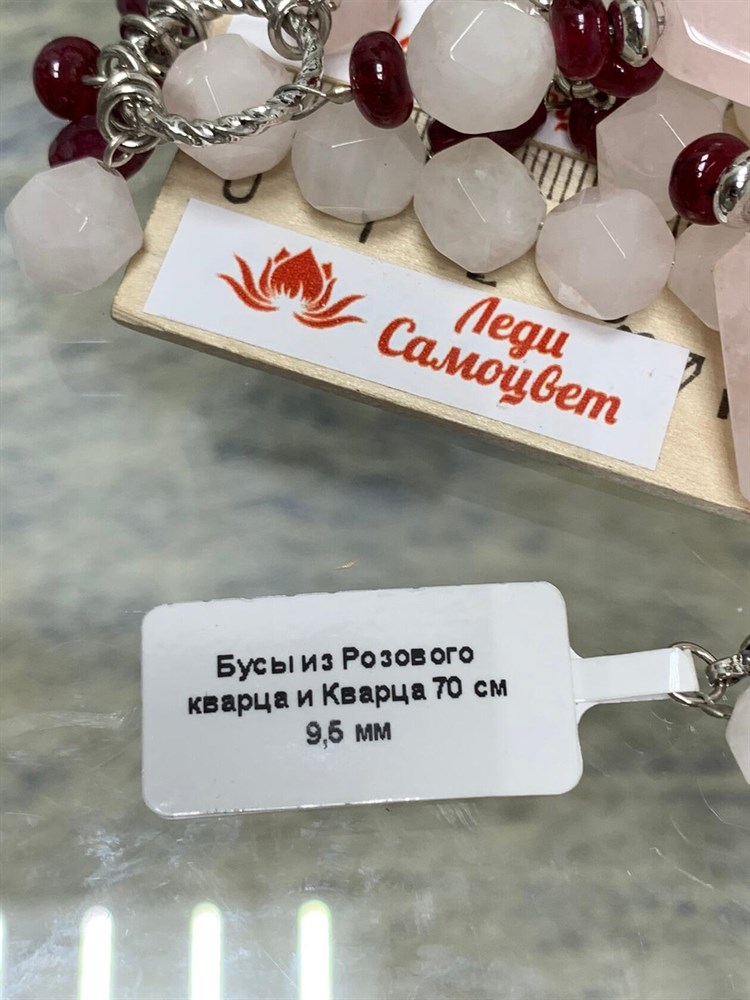 Леди
Самоцвет
Бусы из Розового
кварца и Кварца 70 см
9,5 мм